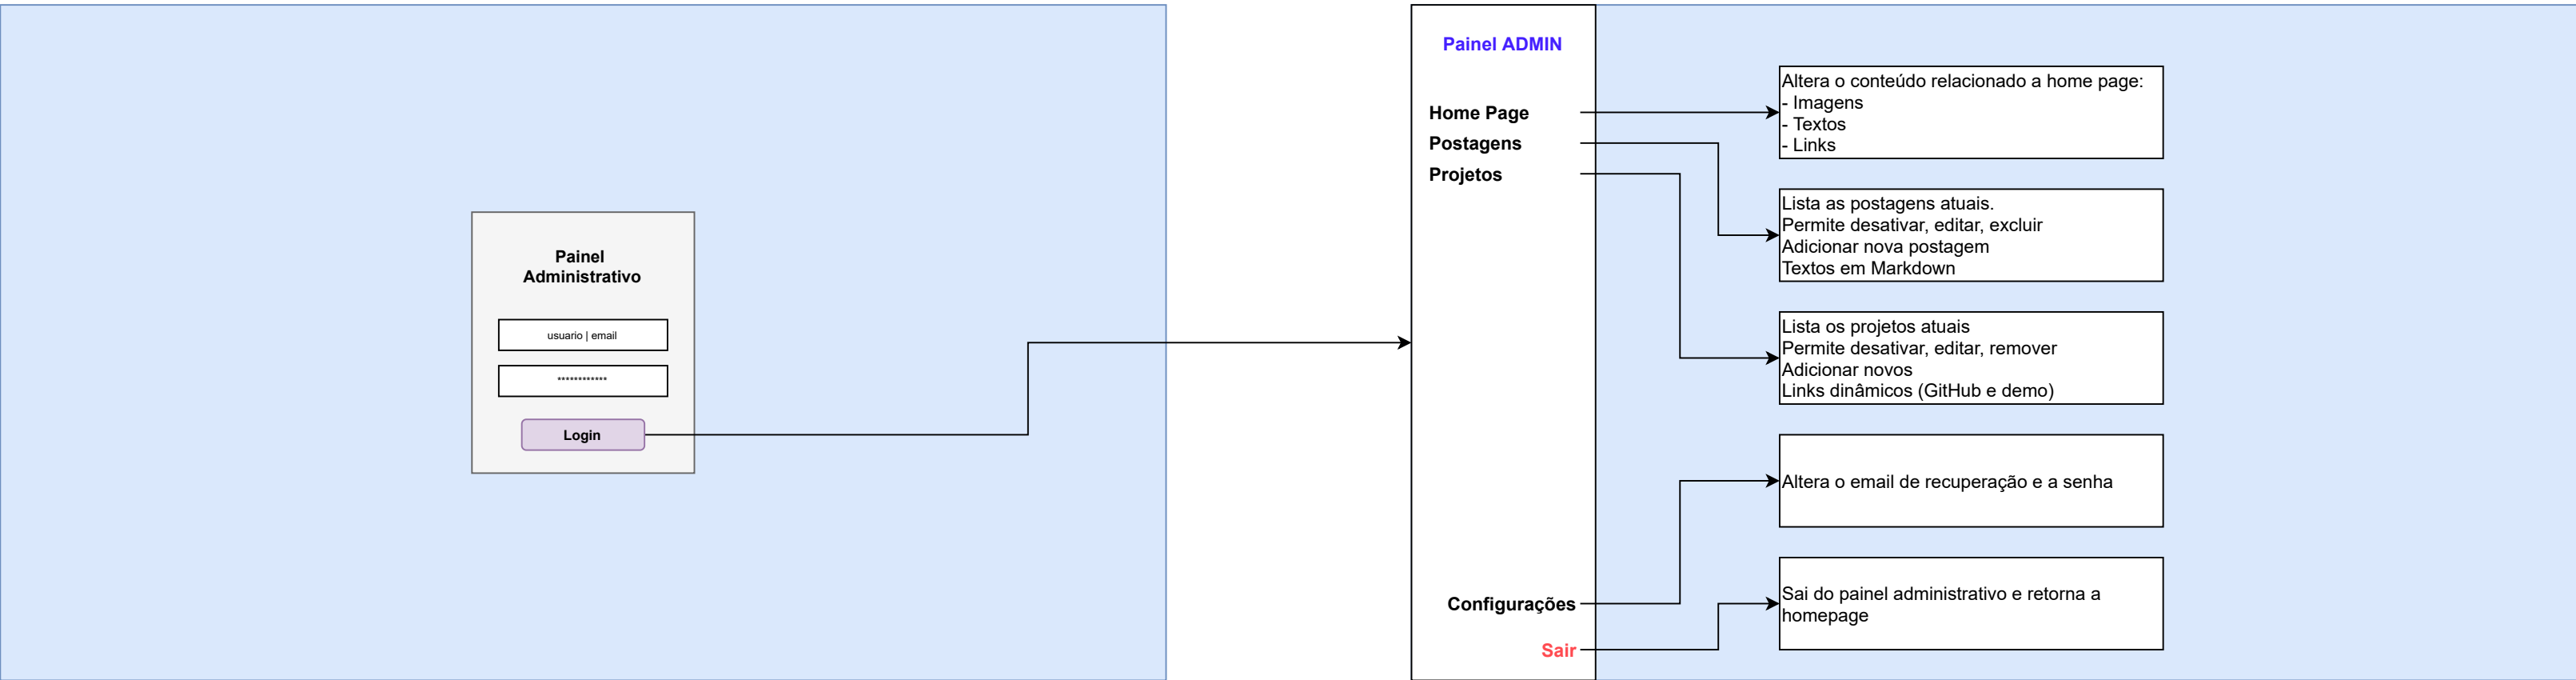 Painel
Administrativo
usuario | email
************
Login
Painel ADMIN
Home Page
Postagens
Projetos
Configurações
Sair
Altera o conteúdo relacionado a home page:
- Imagens
- Textos
- Links
Lista as postagens atuais.
Permite desativar, editar, excluir
Adicionar nova postagem
Textos em Markdown
Lista os projetos atuais
Permite desativar, editar, remover
Adicionar novos
Links dinâmicos (GitHub e demo)
Altera o email de recuperação e a senha
Sai do painel administrativo e retorna a
homepage